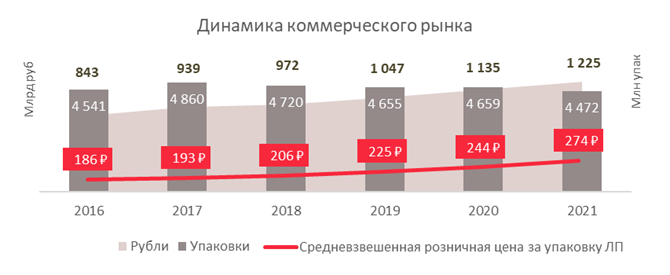 Динамика коммерческого рынка
Млрд руб
Млн упак
843 939 972 1 047 1 135 1 225
4 541 4 860 4 720 4 655 4 659 4 472
186 ₽ 193 ₽ 206 ₽ 225 ₽ 244 ₽ 274 ₽
2016 2017 2018 2019 2020 2021
Рубли Упаковки Средневзвешенная розничная цена за упаковку ЛП